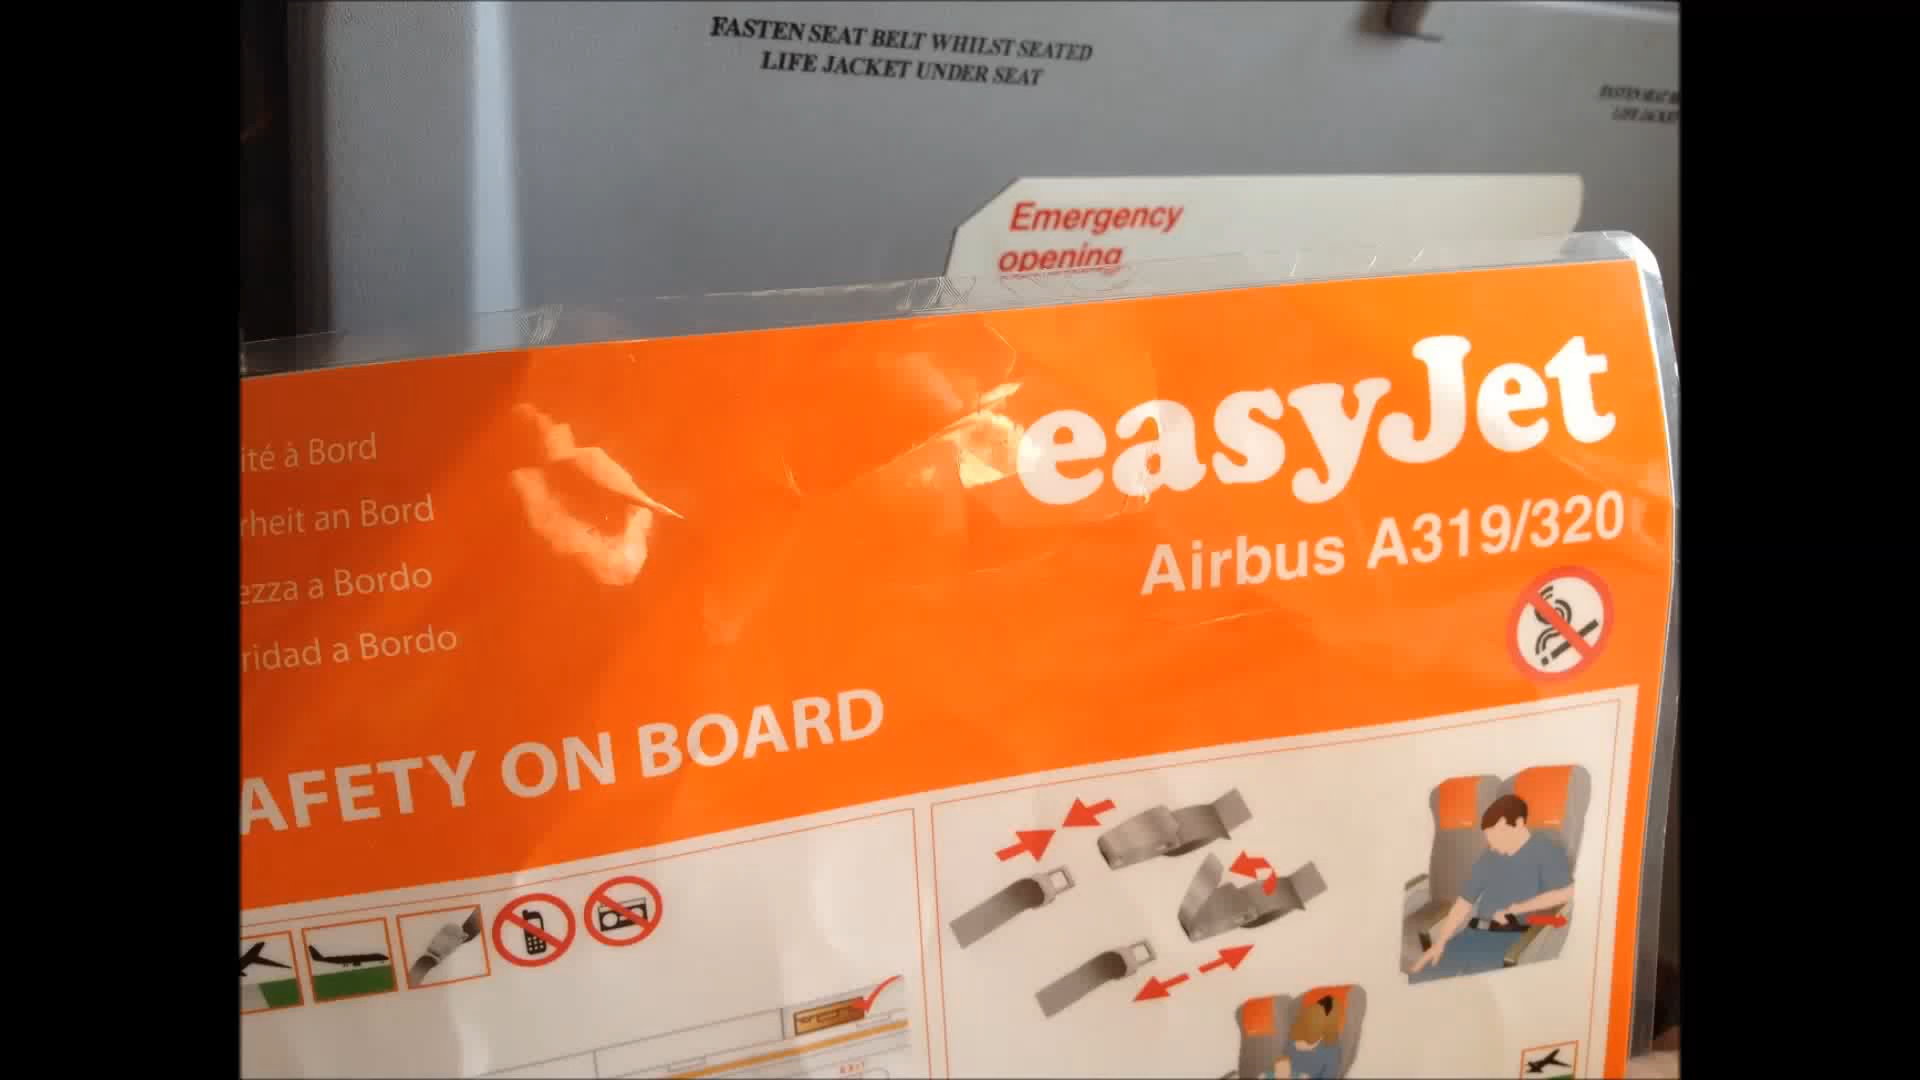 FASTEN SEAT BELT WHILST SEATED
LIFE JACKET UNDER SEAT
Emergency
opening
easyJet
Airbus A319/320
ité à Bord
rheit an Bord
ezza a Bordo
ridad a Bordo
AFETY ON BOARD